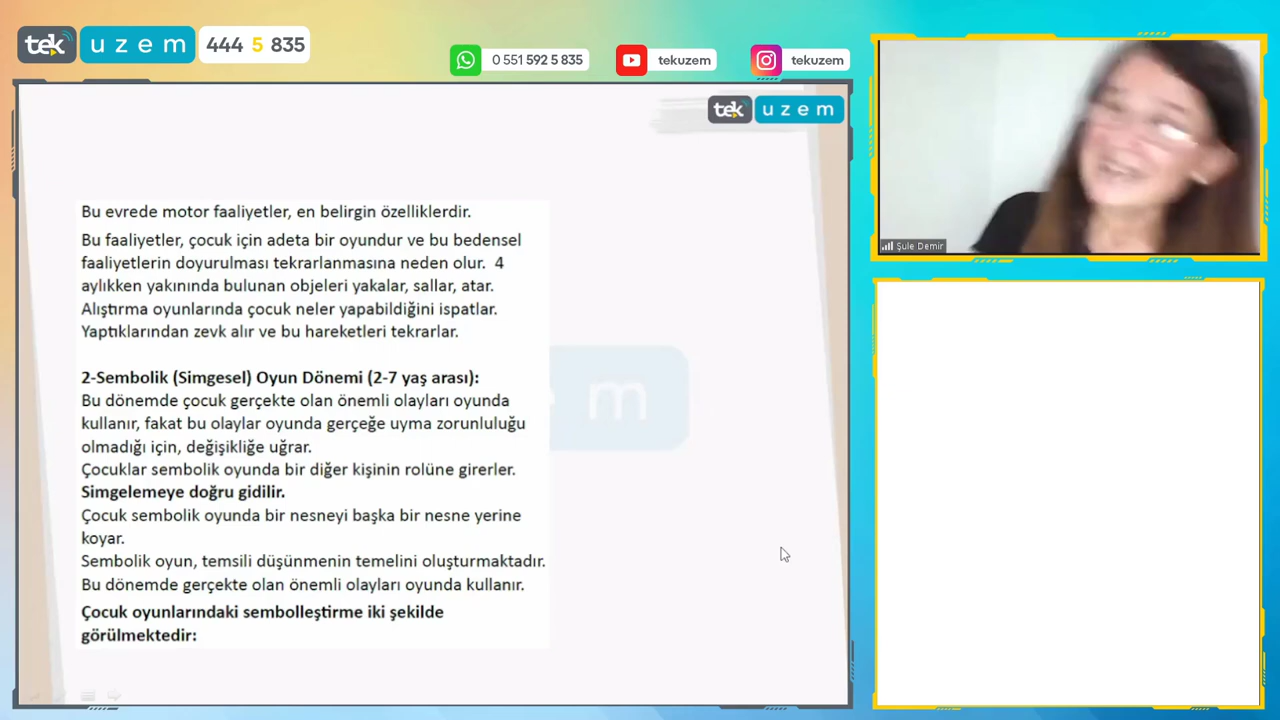 tek uzem 444 5 835
0 551 592 5 835
tekuzem
tekuzem
tek uzem
Bu evrede motor faaliyetler, en belirgin özelliklerdir.
Bu faaliyetler, çocuk için adeta bir oyundur ve bu bedensel
faaliyetlerin doyurulması tekrarlanmasına neden olur. 4
aylıkken yakınında bulunan objeleri yakalar, sallar, atar.
Alıştırma oyunlarında çocuk neler yapabildiğini ispatlar.
Yaptıklarından zevk alır ve bu hareketleri tekrarlar.
2-Sembolik (Simgesel) Oyun Dönemi (2-7 yaş arası):
Bu dönemde çocuk gerçekte olan önemli olayları oyunda
kullanır, fakat bu olaylar oyunda gerçeğe uyma zorunluluğu
olmadığı için, değişikliğe uğrar.
Çocuklar sembolik oyunda bir diğer kişinin rolüne girerler.
Simgelemeye doğru gidilir.
Çocuk sembolik oyunda bir nesneyi başka bir nesne yerine
koyar.
Sembolik oyun, temsili düşünmenin temelini oluşturmaktadır.
Bu dönemde gerçekte olan önemli olayları oyunda kullanır.
Çocuk oyunlarındaki sembolleştirme iki şekilde
görülmektedir:
m
Şule Demir